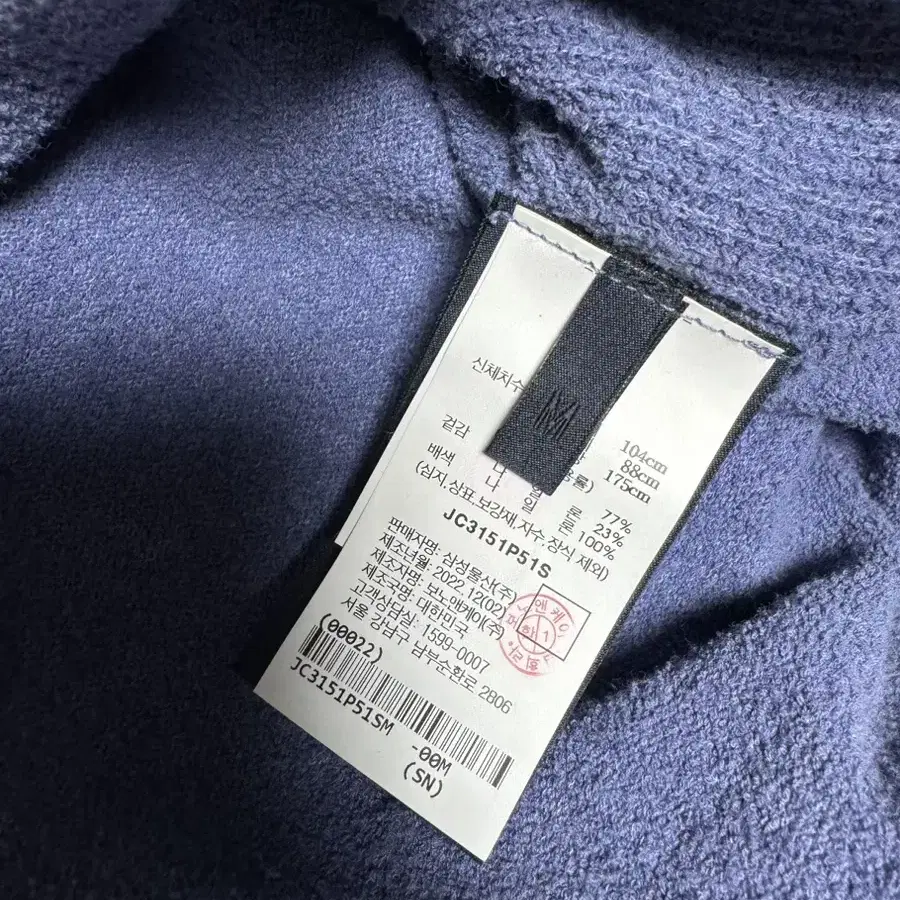 신체치수
104cm
88cm
175cm
겉감
77%
23%
배색
100%
(심지,상표,보강재,자수,장식 제외)
JC3151P51S
판매자명: 삼성물산(주)
제조년월: 2022.12(02)
제조자명: 보노앤케이(주)
제조국명: 대한민국
고객상담실: 1599-0007
서울 강남구 남부순환로 2806
(00022)
JC3151P51SM -00M
(SN)